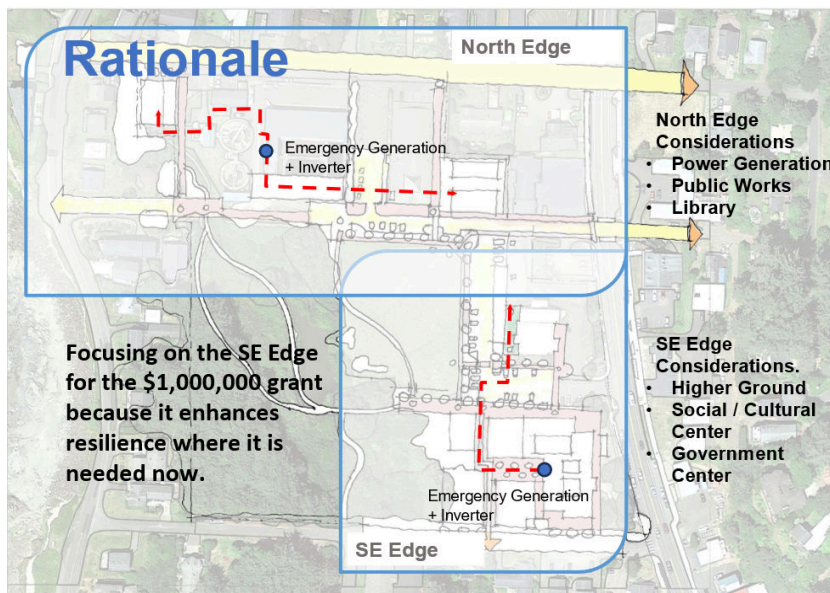 Rationale
North Edge
Emergency Generation
+ Inverter
North Edge
Considerations
• Power Generation
• Public Works
• Library
Focusing on the SE Edge
for the $1,000,000 grant
because it enhances
resilience where it is
needed now.
SE Edge
Considerations.
• Higher Ground
• Social / Cultural
Center
• Government
Center
Emergency Generation
+ Inverter
SE Edge